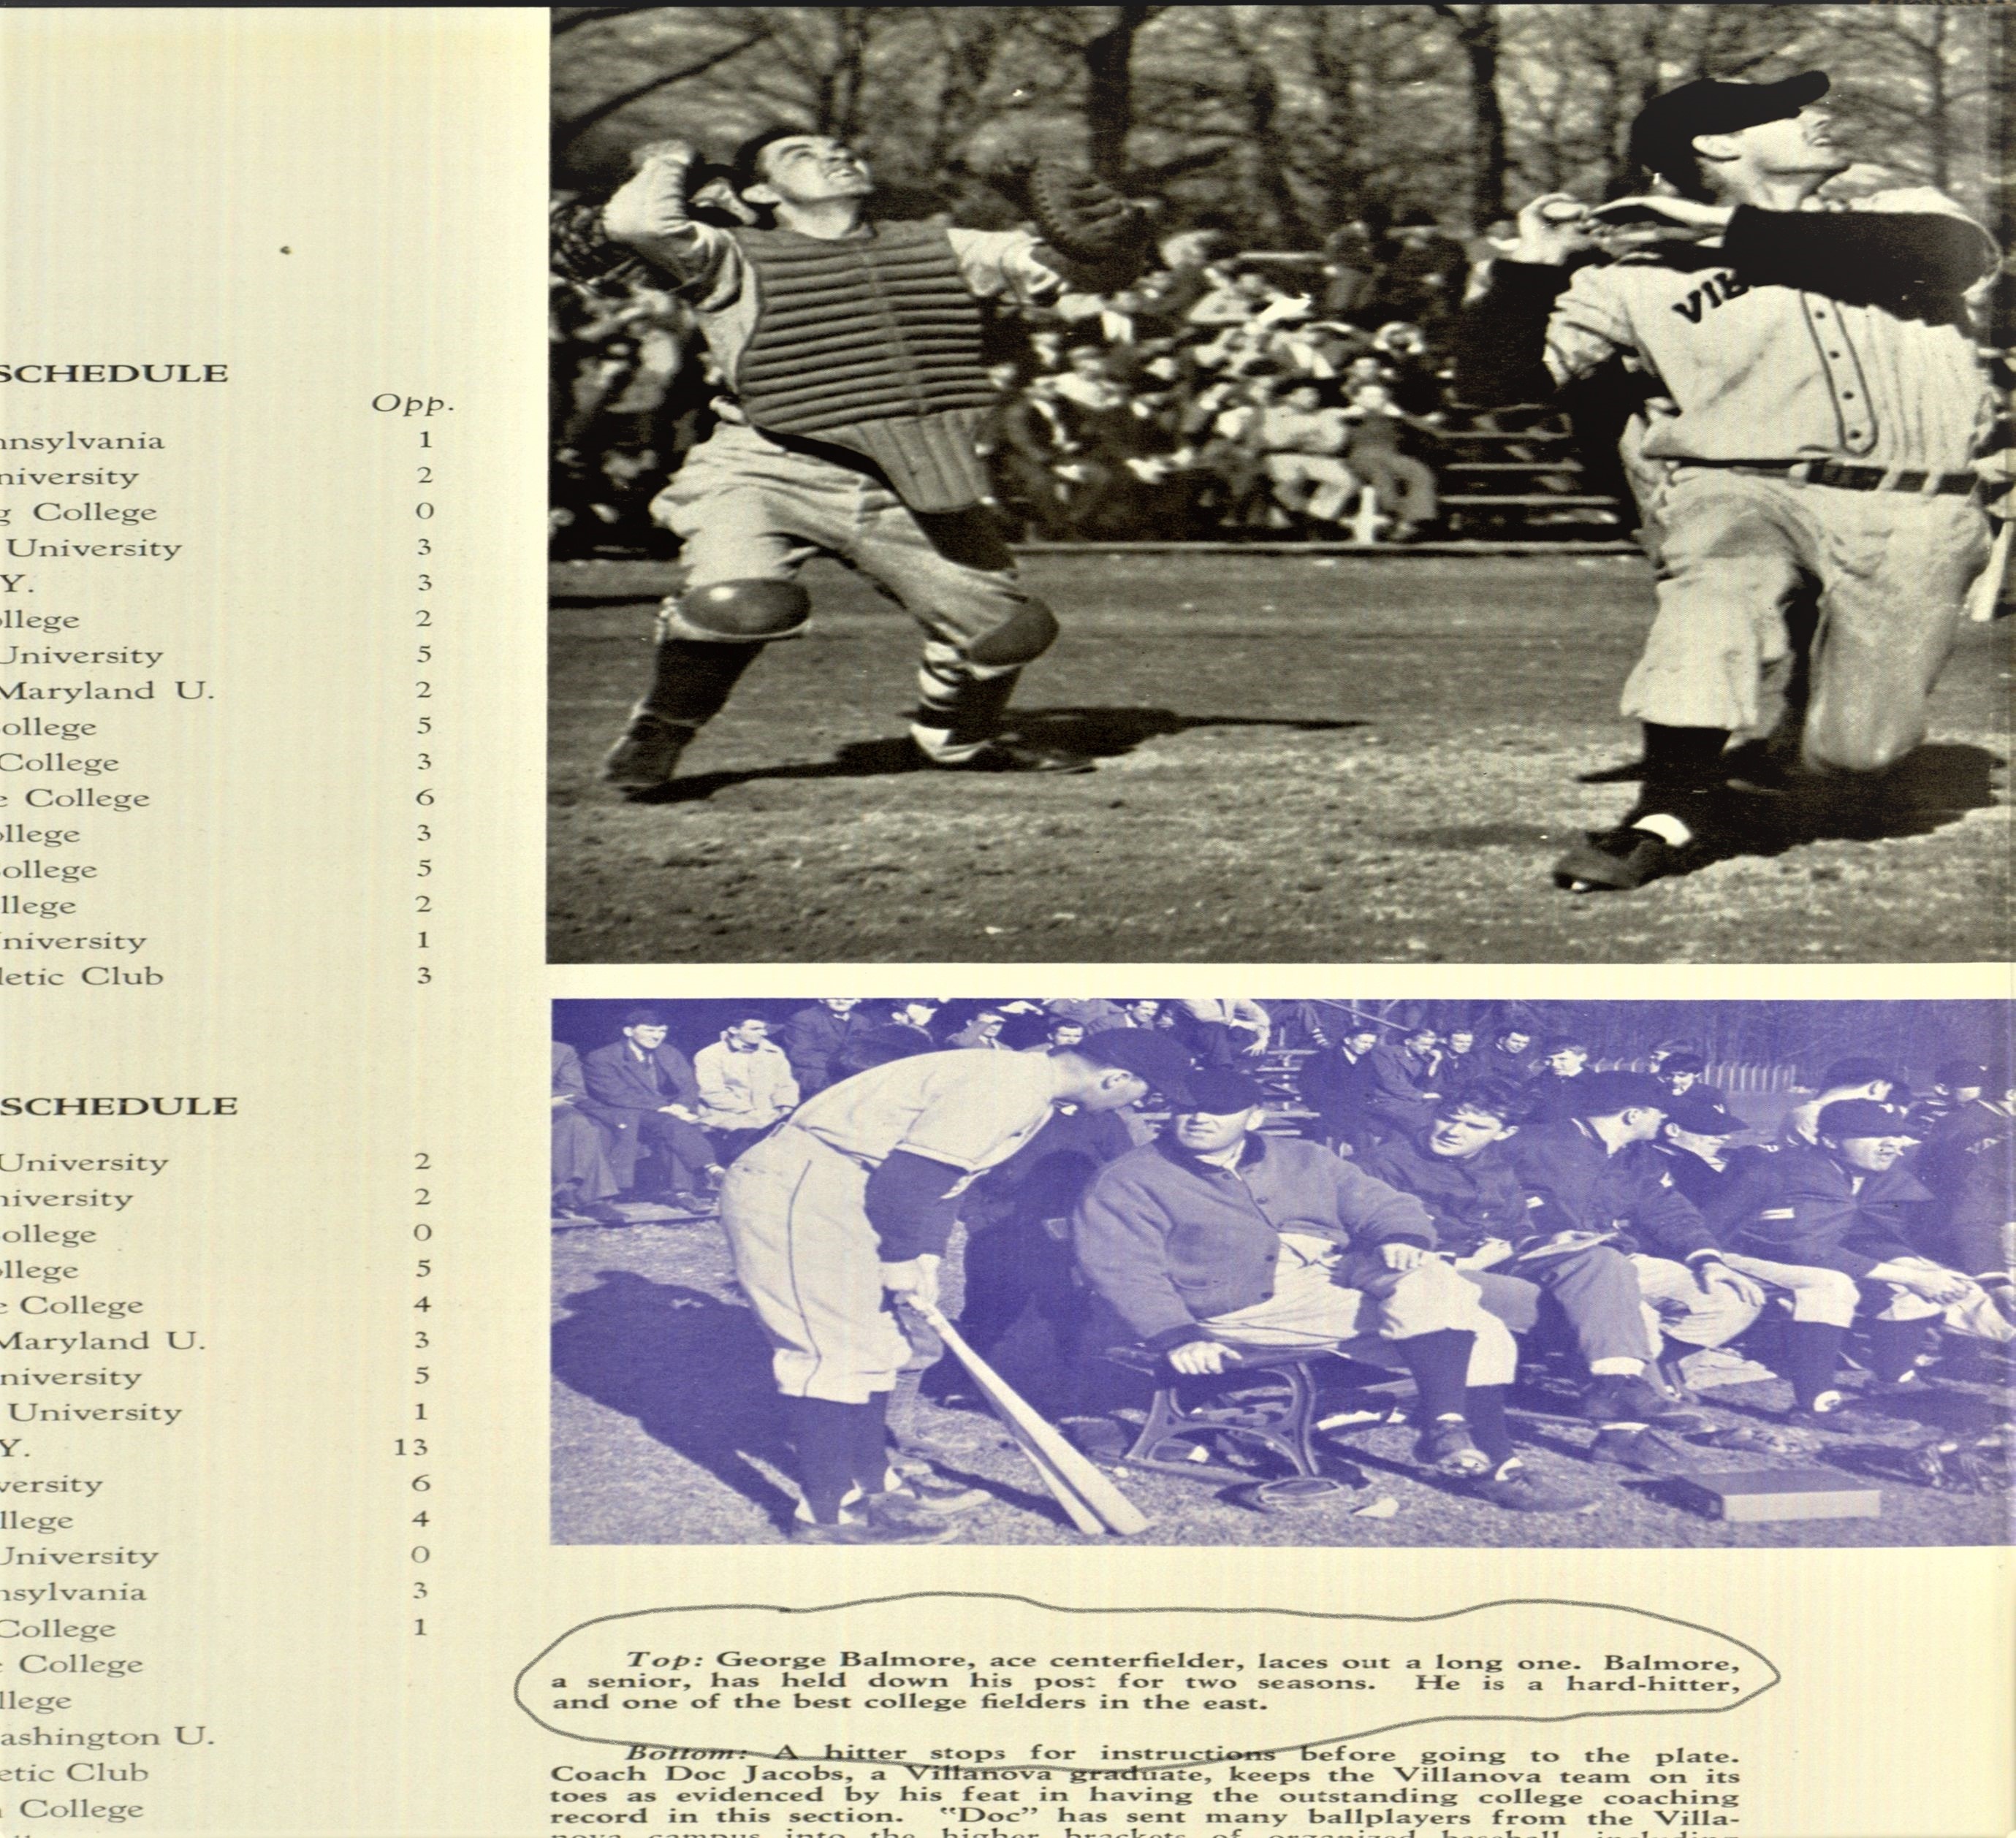 SCHEDULE
Opp.
nnsylvania 1
niversity 2
g College 0
University 3
Y. 3
ollege 2
University 5
Maryland U. 2
ollege 5
College 3
e College 6
ollege 3
ollege 5
llege 2
niversity 1
letic Club 3
SCHEDULE
University 2
niversity 2
ollege 0
ollege 5
e College 4
Maryland U. 3
niversity 5
University 1
Y. 13
versity 6
llege 4
University 0
nsylvania 3
College 1
e College
llege
ashington U.
etic Club
n College
VIL
Top: George Balmore, ace centerfielder, laces out a long one. Balmore,
a senior, has held down his post for two seasons. He is a hard-hitter,
and one of the best college fielders in the east.
Bottom: A hitter stops for instructions before going to the plate.
Coach Doc Jacobs, a Villanova graduate, keeps the Villanova team on its
toes as evidenced by his feat in having the outstanding college coaching
record in this section. "Doc" has sent many ballplayers from the Villa-
nova campus into the higher brackets of organized baseball, including